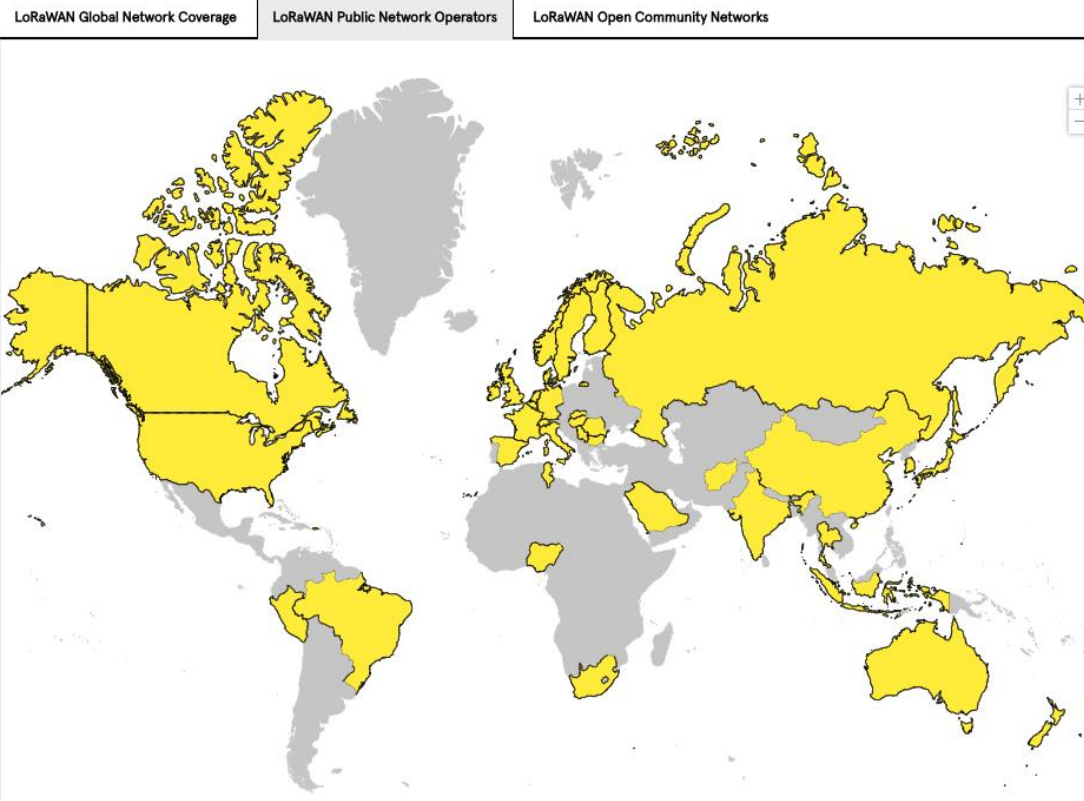 LoRaWAN Global Network Coverage
LoRaWAN Public Network Operators
LoRaWAN Open Community Networks
+
−